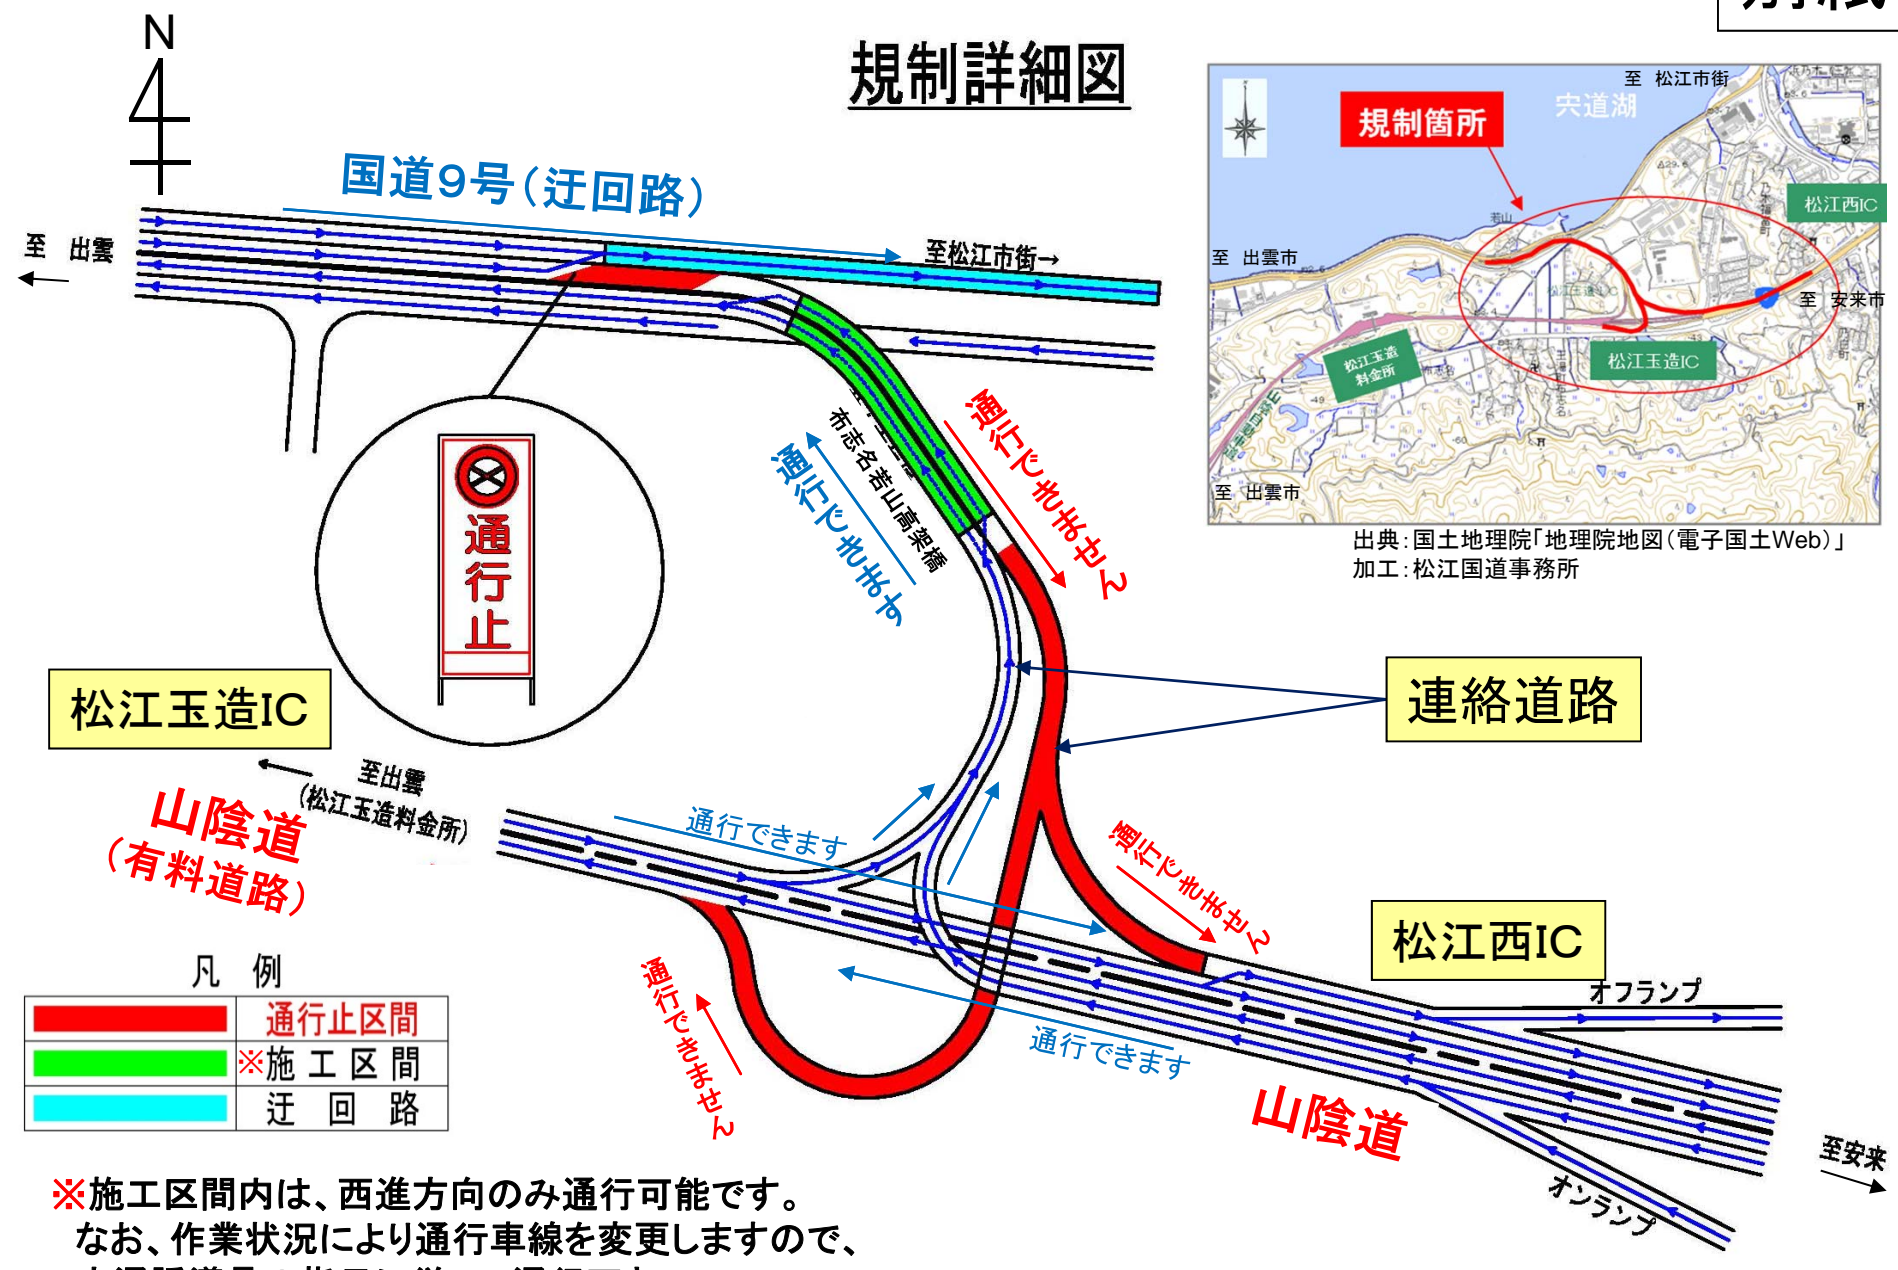 規制詳細図
N
国道9号(迂回路)
至 出雲
至松江市街→
通行止
通行できません
通行できます
布志名若山高架橋
至 松江市街
宍道湖
規制箇所
松江西IC
若山
至 出雲市
至 安来市
松江玉造IC
松江玉造
料金所
松江玉造IC
至 出雲市
出典:国土地理院「地理院地図(電子国土Web)」
加工:松江国道事務所
連絡道路
松江玉造IC
至出雲
(松江玉造料金所)
山陰道
(有料道路)
通行できます
通行できません
松江西IC
オフランプ
通行できません
通行できます
山陰道
オンランプ
至安来
凡 例
通行止区間
※施工区間
迂回路
※施工区間内は、西進方向のみ通行可能です。
なお、作業状況により通行車線を変更しますので、